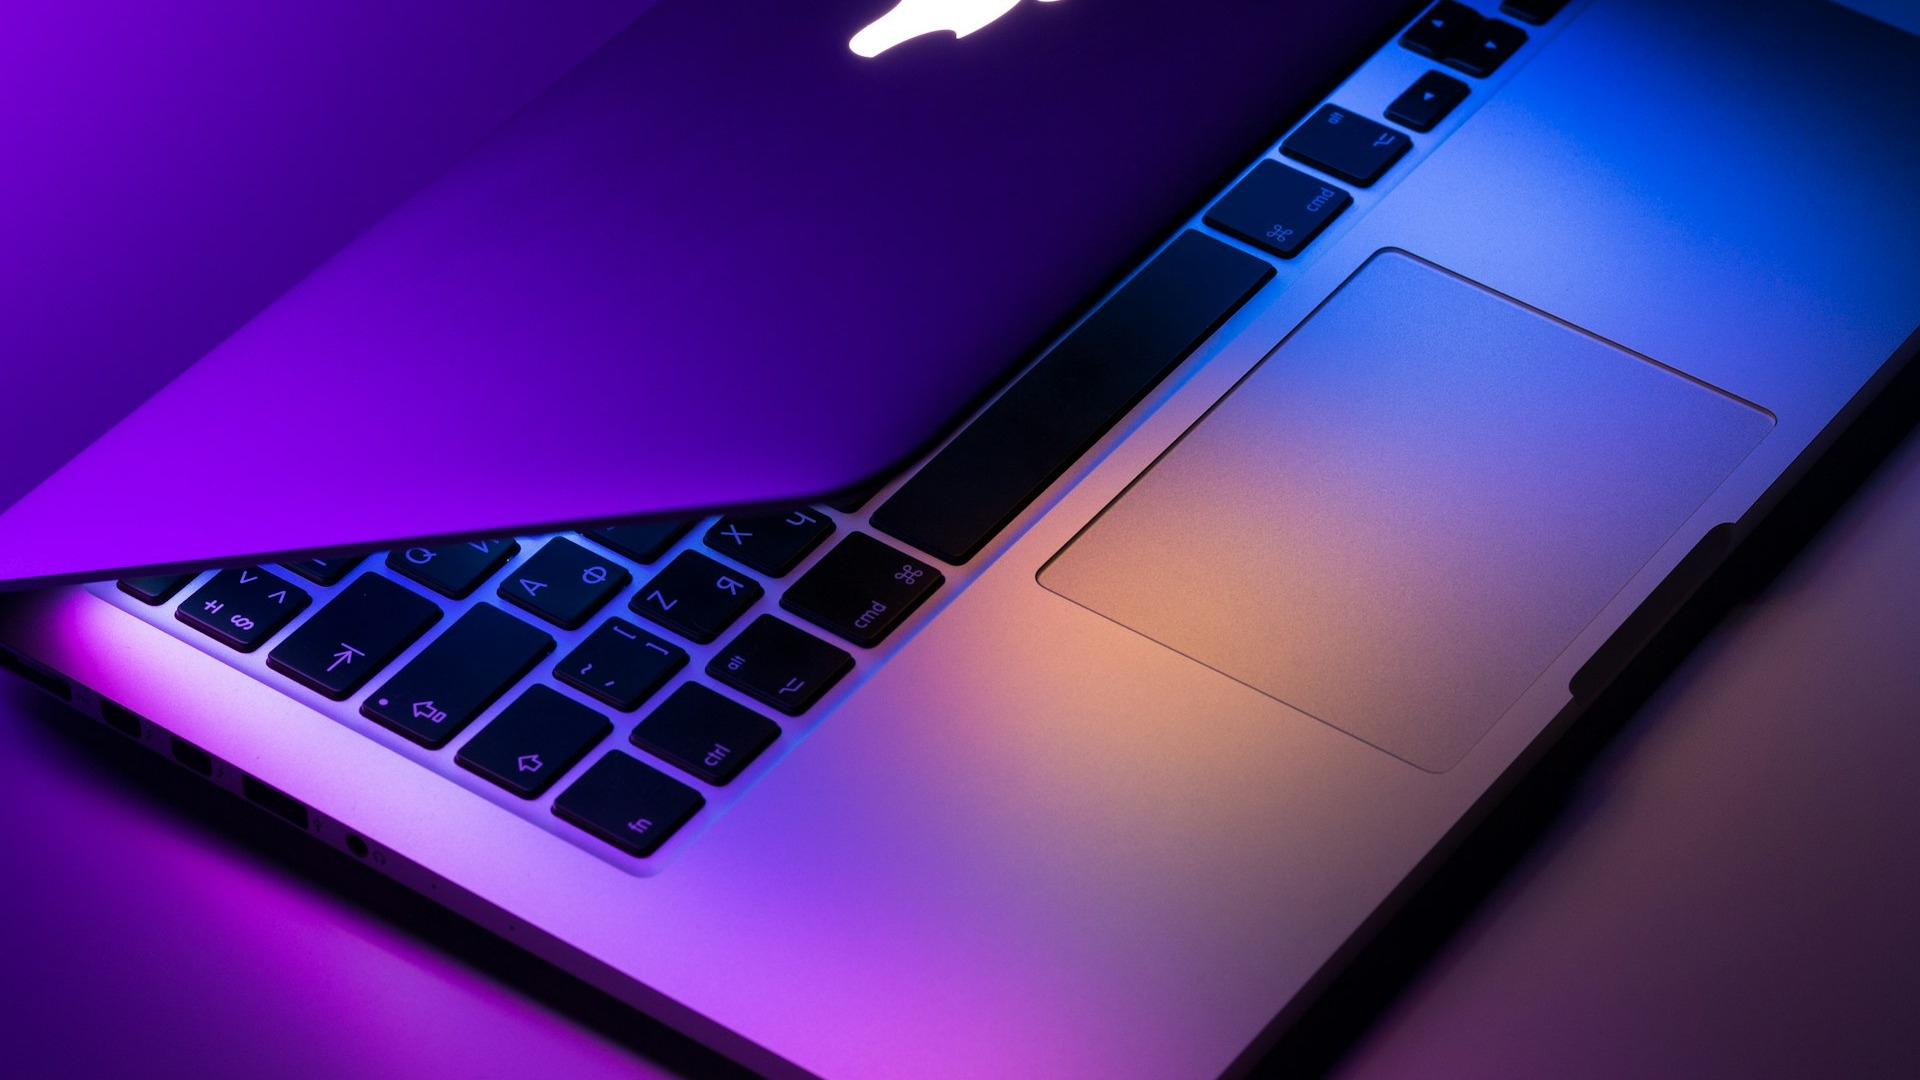 > <
§ ±
Q
A Ф
] [
Z Я
X Ч
fn
ctrl
alt ⌥
cmd ⌘
⌘ cmd
alt ⌥